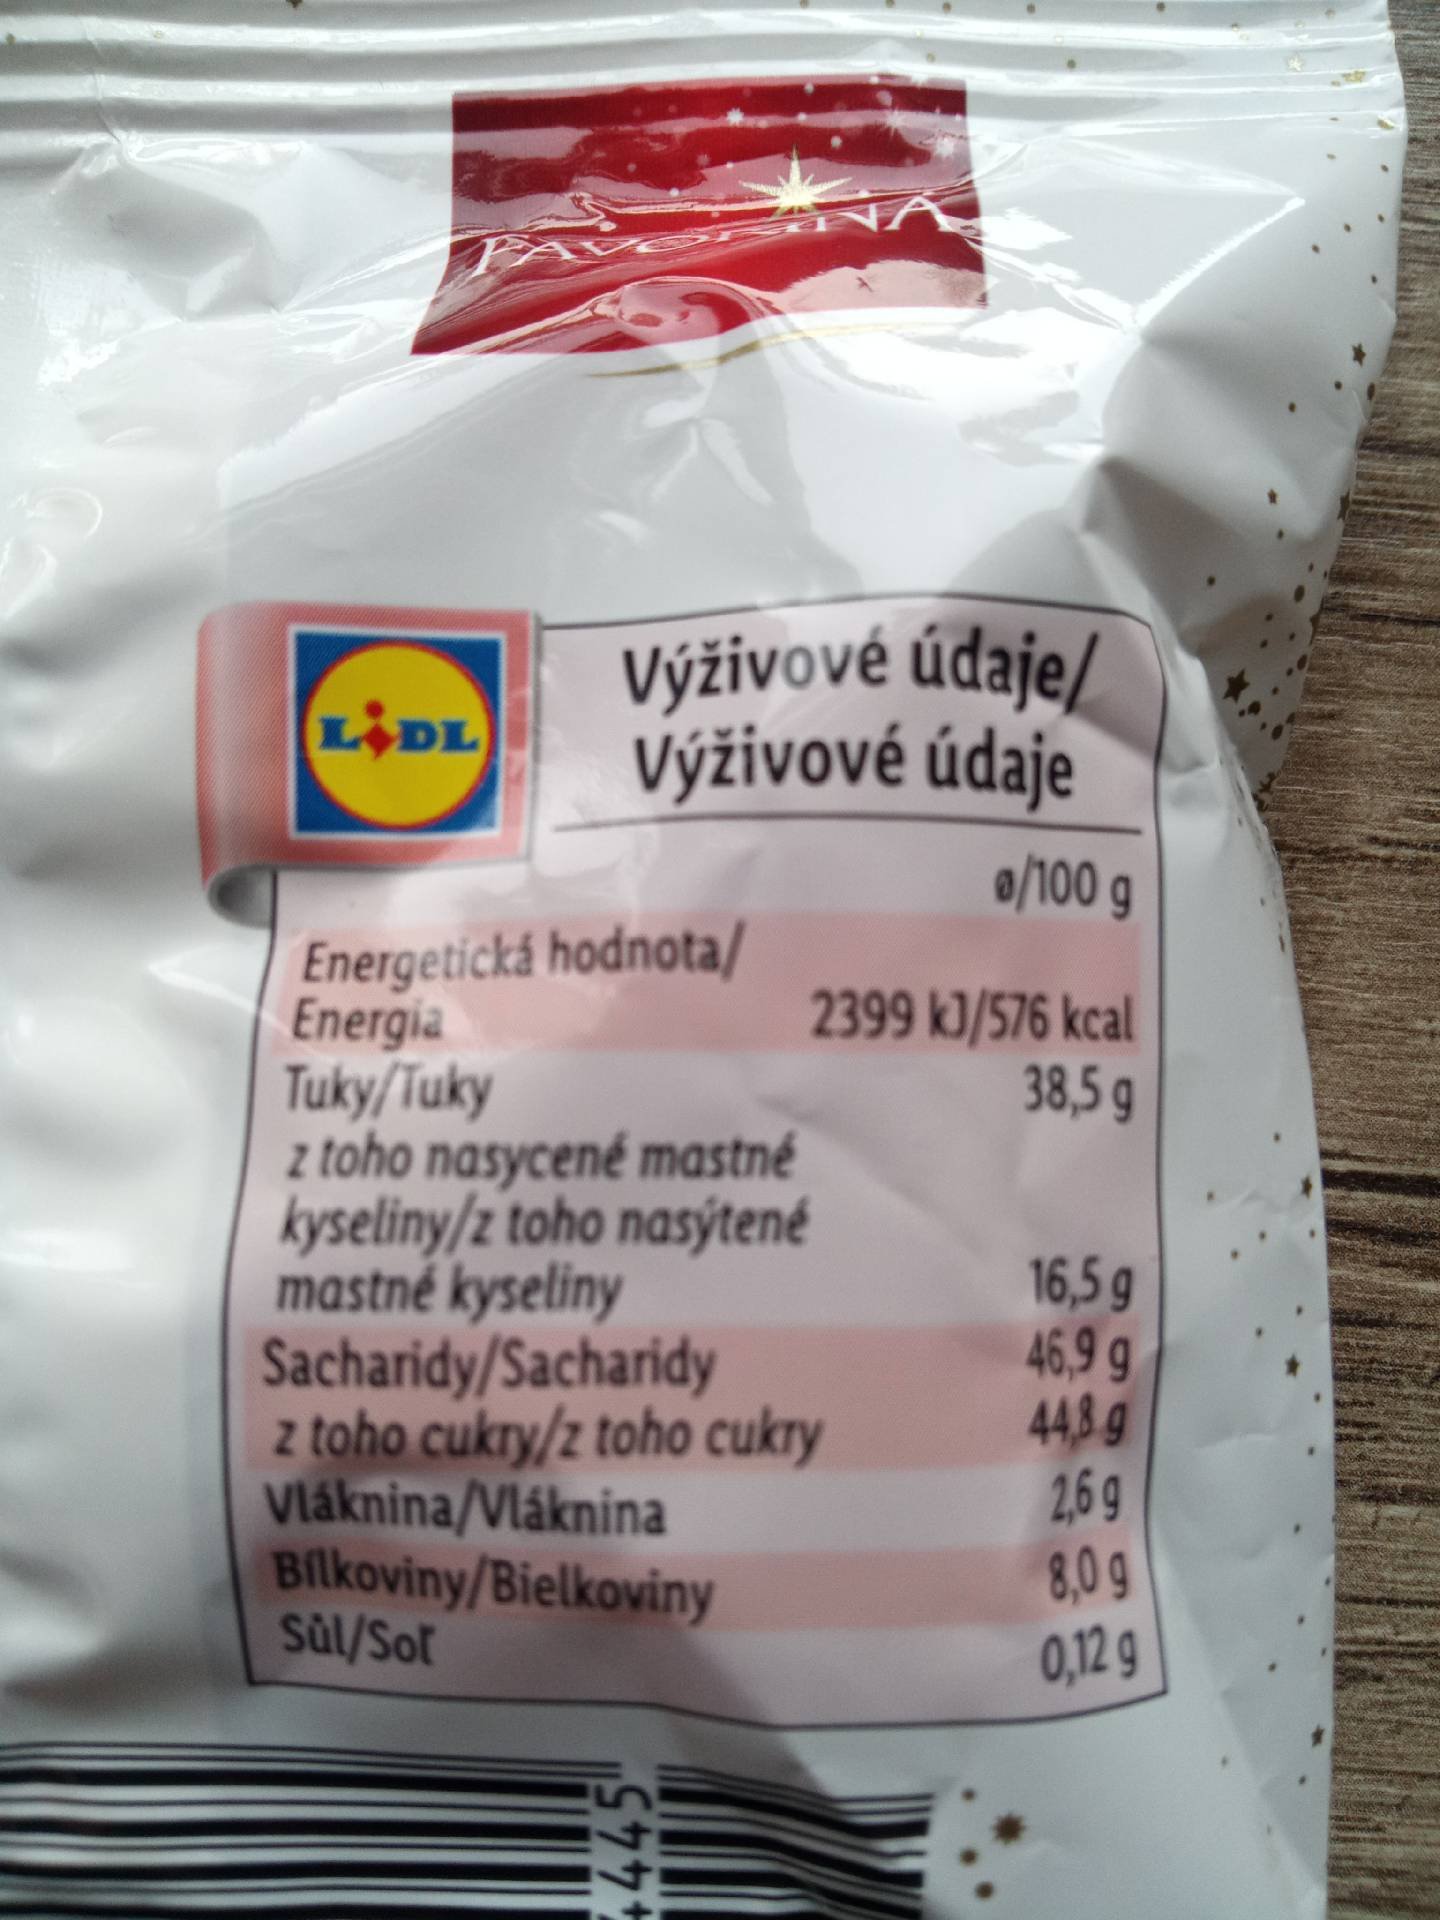 FAVORINA
LIDL
Výživové údaje/
Výživové údaje
ø/100 g
Energetická hodnota/
Energia 2399 kJ/576 kcal
Tuky/Tuky 38,5 g
z toho nasycené mastné
kyseliny/z toho nasýtené
mastné kyseliny 16,5 g
Sacharidy/Sacharidy 46,9 g
z toho cukry/z toho cukry 44,8 g
Vláknina/Vláknina 2,6 g
Bílkoviny/Bielkoviny 8,0 g
Sůl/Soľ 0,12 g
4445